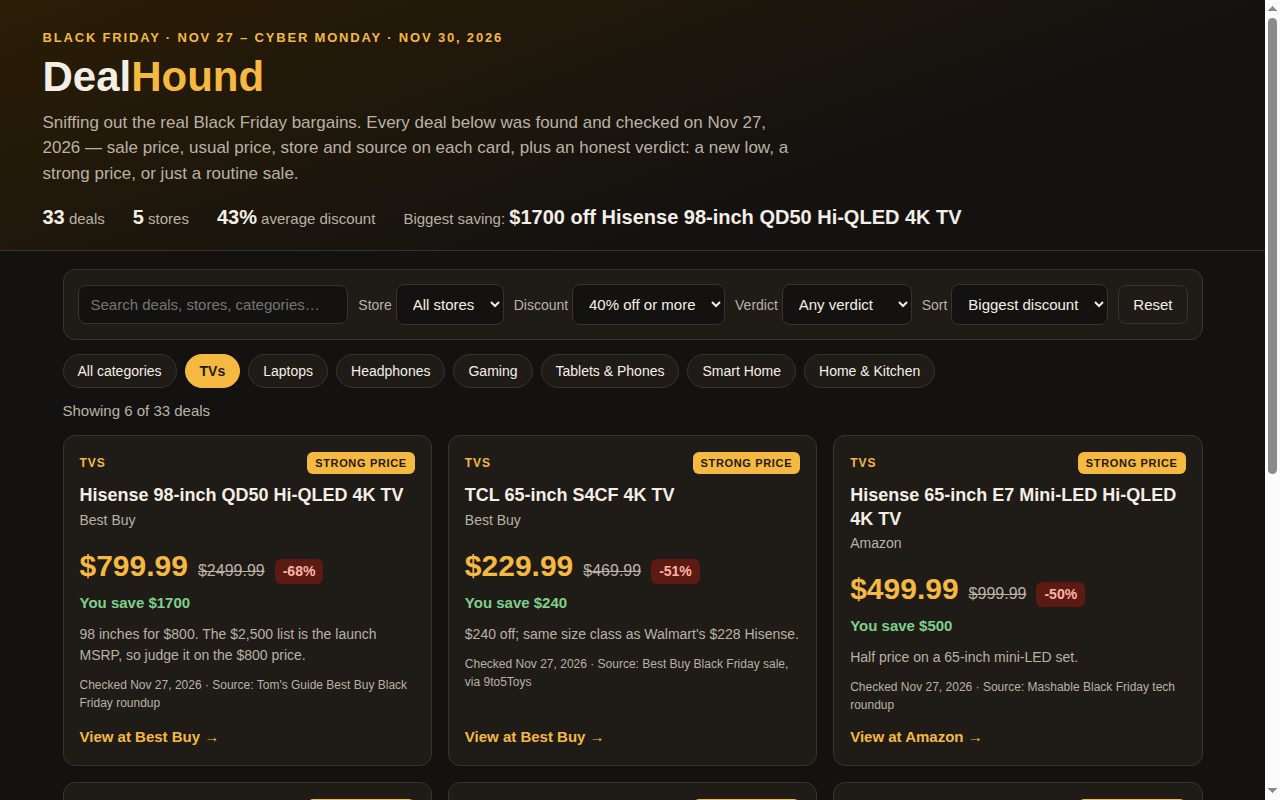 BLACK FRIDAY · NOV 27 – CYBER MONDAY · NOV 30, 2026
DealHound
Sniffing out the real Black Friday bargains. Every deal below was found and checked on Nov 27,
2026 — sale price, usual price, store and source on each card, plus an honest verdict: a new low, a
strong price, or just a routine sale.
33 deals 5 stores 43% average discount Biggest saving: $1700 off Hisense 98-inch QD50 Hi-QLED 4K TV
Search deals, stores, categories… Store All stores Discount 40% off or more Verdict Any verdict Sort Biggest discount Reset
All categories TVs Laptops Headphones Gaming Tablets & Phones Smart Home Home & Kitchen
Showing 6 of 33 deals
TVS STRONG PRICE
Hisense 98-inch QD50 Hi-QLED 4K TV
Best Buy
$799.99 $2499.99 -68%
You save $1700
98 inches for $800. The $2,500 list is the launch
MSRP, so judge it on the $800 price.
Checked Nov 27, 2026 · Source: Tom's Guide Best Buy Black
Friday roundup
View at Best Buy →
TVS STRONG PRICE
TCL 65-inch S4CF 4K TV
Best Buy
$229.99 $469.99 -51%
You save $240
$240 off; same size class as Walmart's $228 Hisense.
Checked Nov 27, 2026 · Source: Best Buy Black Friday sale,
via 9to5Toys
View at Best Buy →
TVS STRONG PRICE
Hisense 65-inch E7 Mini-LED Hi-QLED
4K TV
Amazon
$499.99 $999.99 -50%
You save $500
Half price on a 65-inch mini-LED set.
Checked Nov 27, 2026 · Source: Mashable Black Friday tech
roundup
View at Amazon →